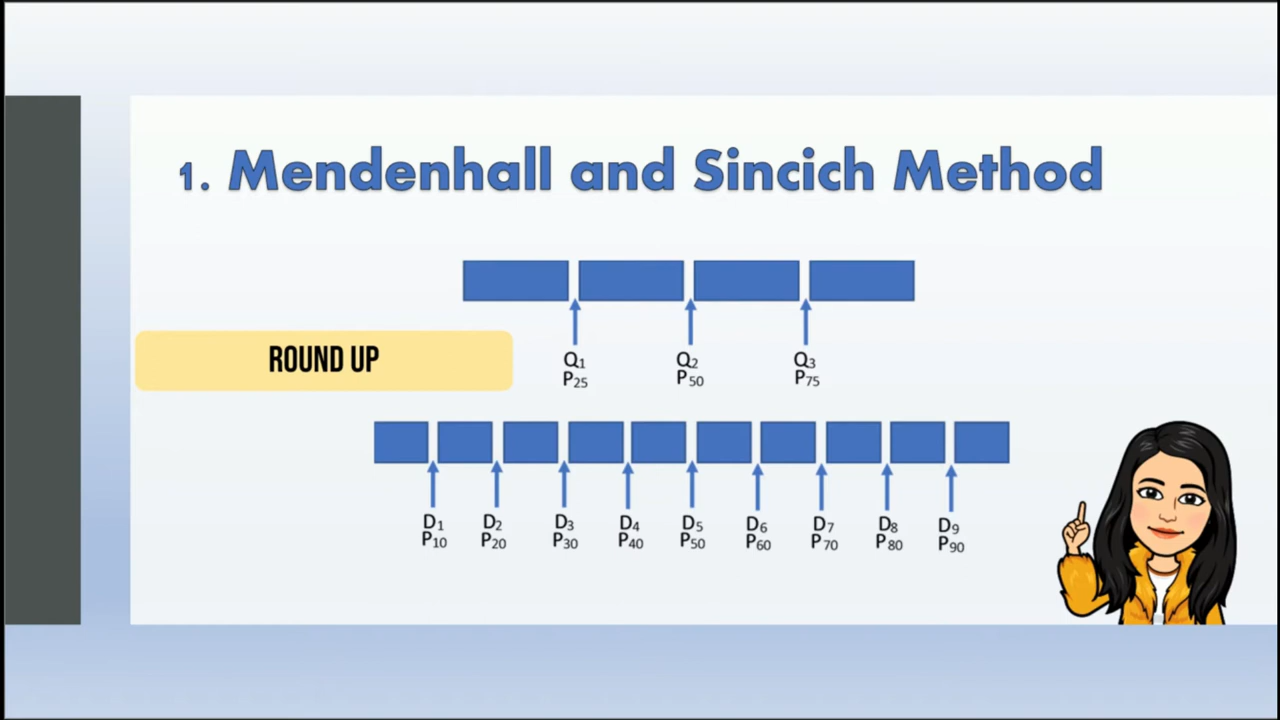 1. Mendenhall and Sincich Method
ROUND UP
Q1 Q2 Q3
P25 P50 P75
D1 D2 D3 D4 D5 D6 D7 D8 D9
P10 P20 P30 P40 P50 P60 P70 P80 P90